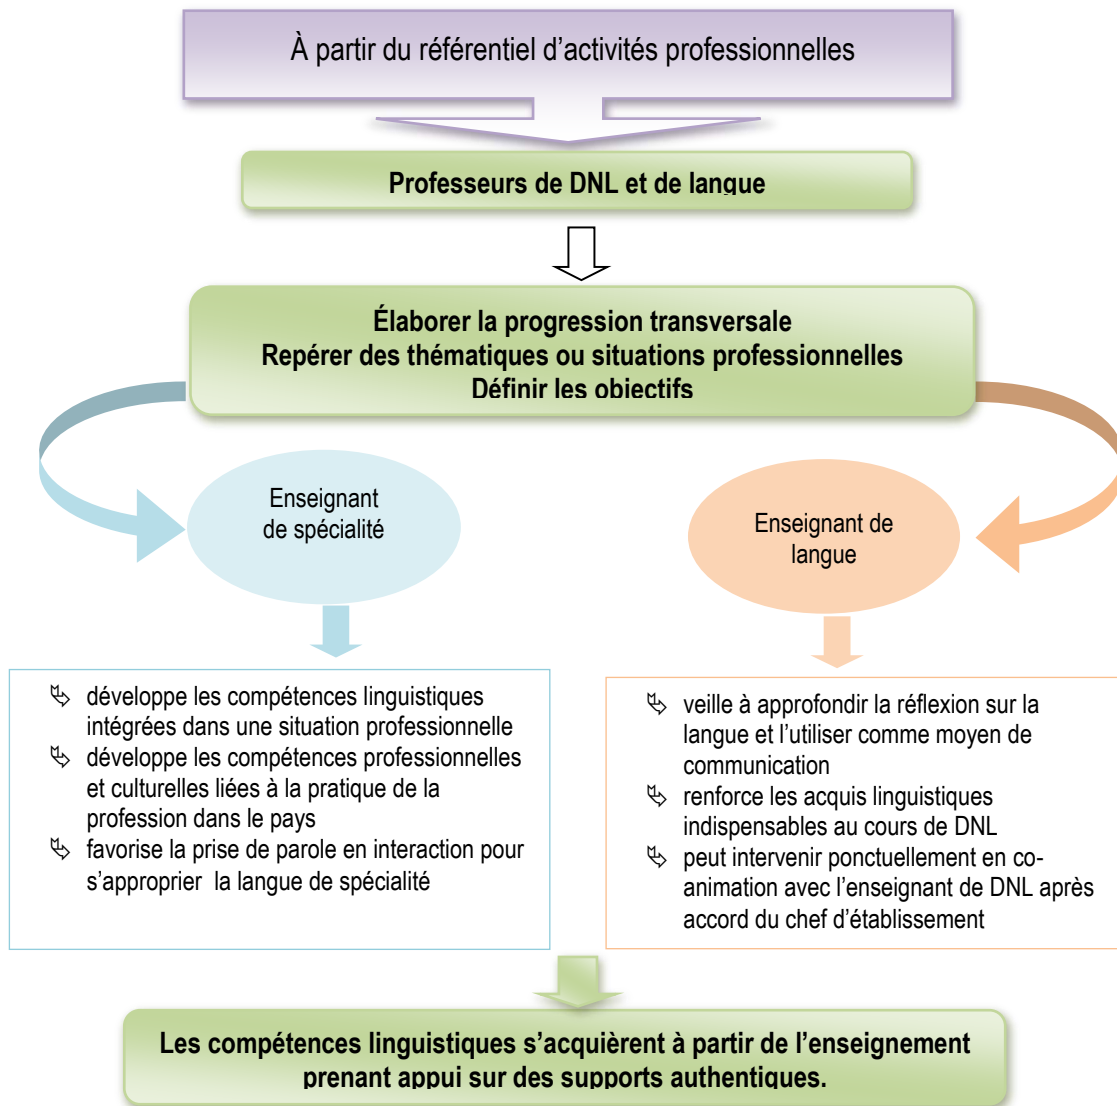 À partir du référentiel d’activités professionnelles
Professeurs de DNL et de langue
Élaborer la progression transversale
Repérer des thématiques ou situations professionnelles
Définir les objectifs
Enseignant
de spécialité
Enseignant de
langue
développe les compétences linguistiques
intégrées dans une situation professionnelle
développe les compétences professionnelles
et culturelles liées à la pratique de la
profession dans le pays
favorise la prise de parole en interaction pour
s’approprier la langue de spécialité
veille à approfondir la réflexion sur la
langue et l’utiliser comme moyen de
communication
renforce les acquis linguistiques
indispensables au cours de DNL
peut intervenir ponctuellement en co-
animation avec l’enseignant de DNL après
accord du chef d’établissement
Les compétences linguistiques s’acquièrent à partir de l’enseignement
prenant appui sur des supports authentiques.